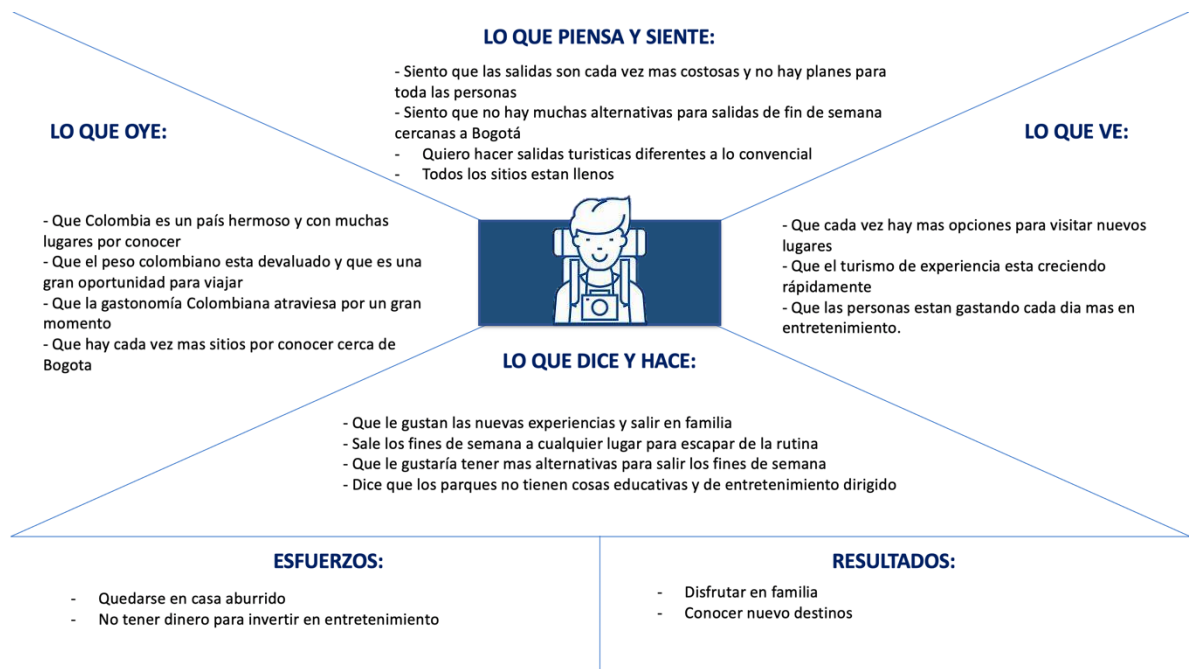 LO QUE PIENSA Y SIENTE:
- Siento que las salidas son cada vez mas costosas y no hay planes para
toda las personas
- Siento que no hay muchas alternativas para salidas de fin de semana
cercanas a Bogotá
- Quiero hacer salidas turisticas diferentes a lo convencial
- Todos los sitios estan llenos
LO QUE OYE:
- Que Colombia es un país hermoso y con muchas
lugares por conocer
- Que el peso colombiano esta devaluado y que es una
gran oportunidad para viajar
- Que la gastronomía Colombiana atraviesa por un gran
momento
- Que hay cada vez mas sitios por conocer cerca de
Bogota
LO QUE VE:
- Que cada vez hay mas opciones para visitar nuevos
lugares
- Que el turismo de experiencia esta creciendo
rápidamente
- Que las personas estan gastando cada dia mas en
entretenimiento.
LO QUE DICE Y HACE:
- Que le gustan las nuevas experiencias y salir en familia
- Sale los fines de semana a cualquier lugar para escapar de la rutina
- Que le gustaría tener mas alternativas para salir los fines de semana
- Dice que los parques no tienen cosas educativas y de entretenimiento dirigido
ESFUERZOS:
- Quedarse en casa aburrido
- No tener dinero para invertir en entretenimiento
RESULTADOS:
- Disfrutar en familia
- Conocer nuevo destinos